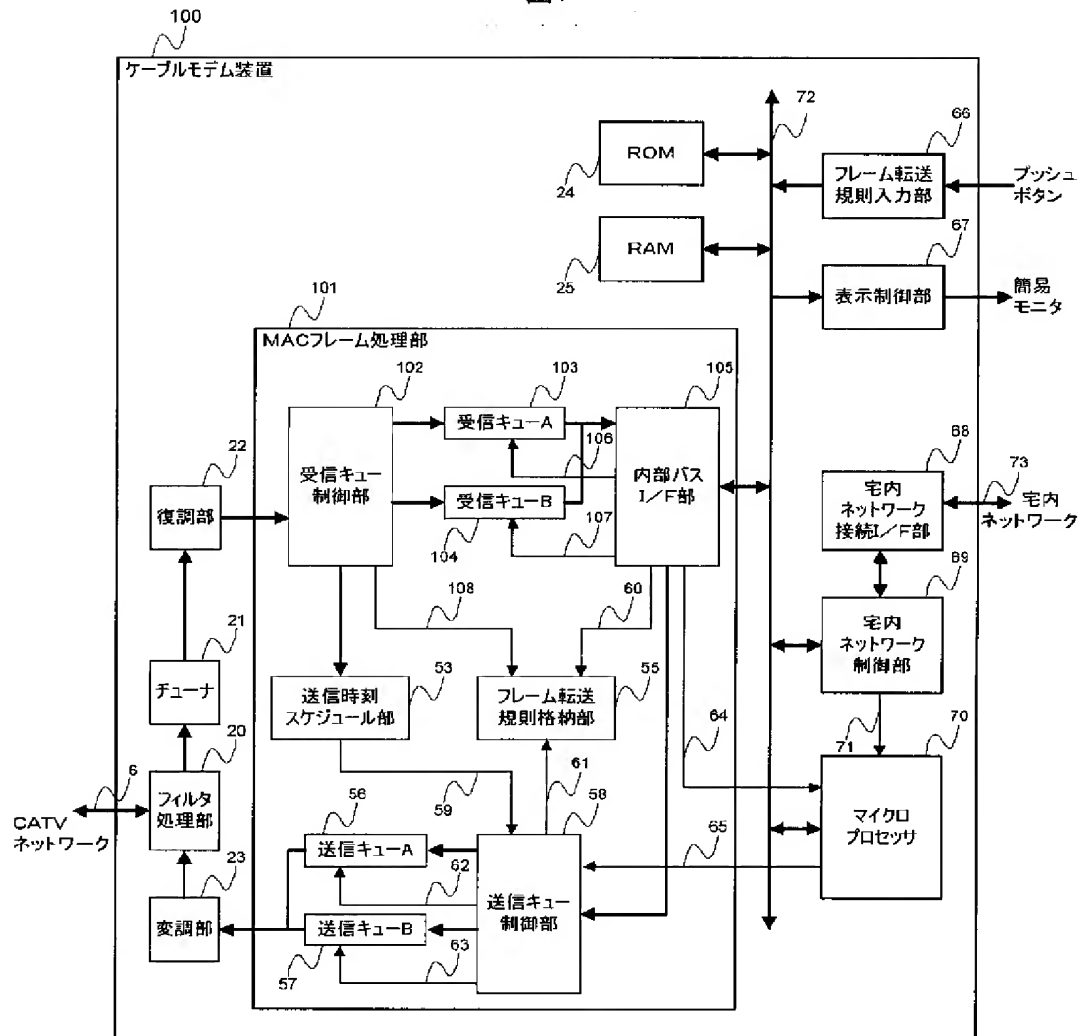 100
ケーブルモデム装置
72
66
ROM
24
フレーム転送
規則入力部
プッシュ
ボタン
RAM
25
67
表示制御部
簡易
モニタ
101
MACフレーム処理部
102
103
105
受信キューA
106
受信キュー
制御部
内部バス
I/F部
受信キューB
104
107
22
復調部
68
宅内
ネットワーク
接続I/F部
73
宅内
ネットワーク
108
60
69
宅内
ネットワーク
制御部
21
チューナ
53
送信時刻
スケジュール部
55
フレーム転送
規則格納部
64
71
70
20
6
フィルタ
処理部
CATV
ネットワーク
59
61
58
56
送信キューA
62
65
マイクロ
プロセッサ
23
変調部
送信キュー
制御部
送信キューB
57
63